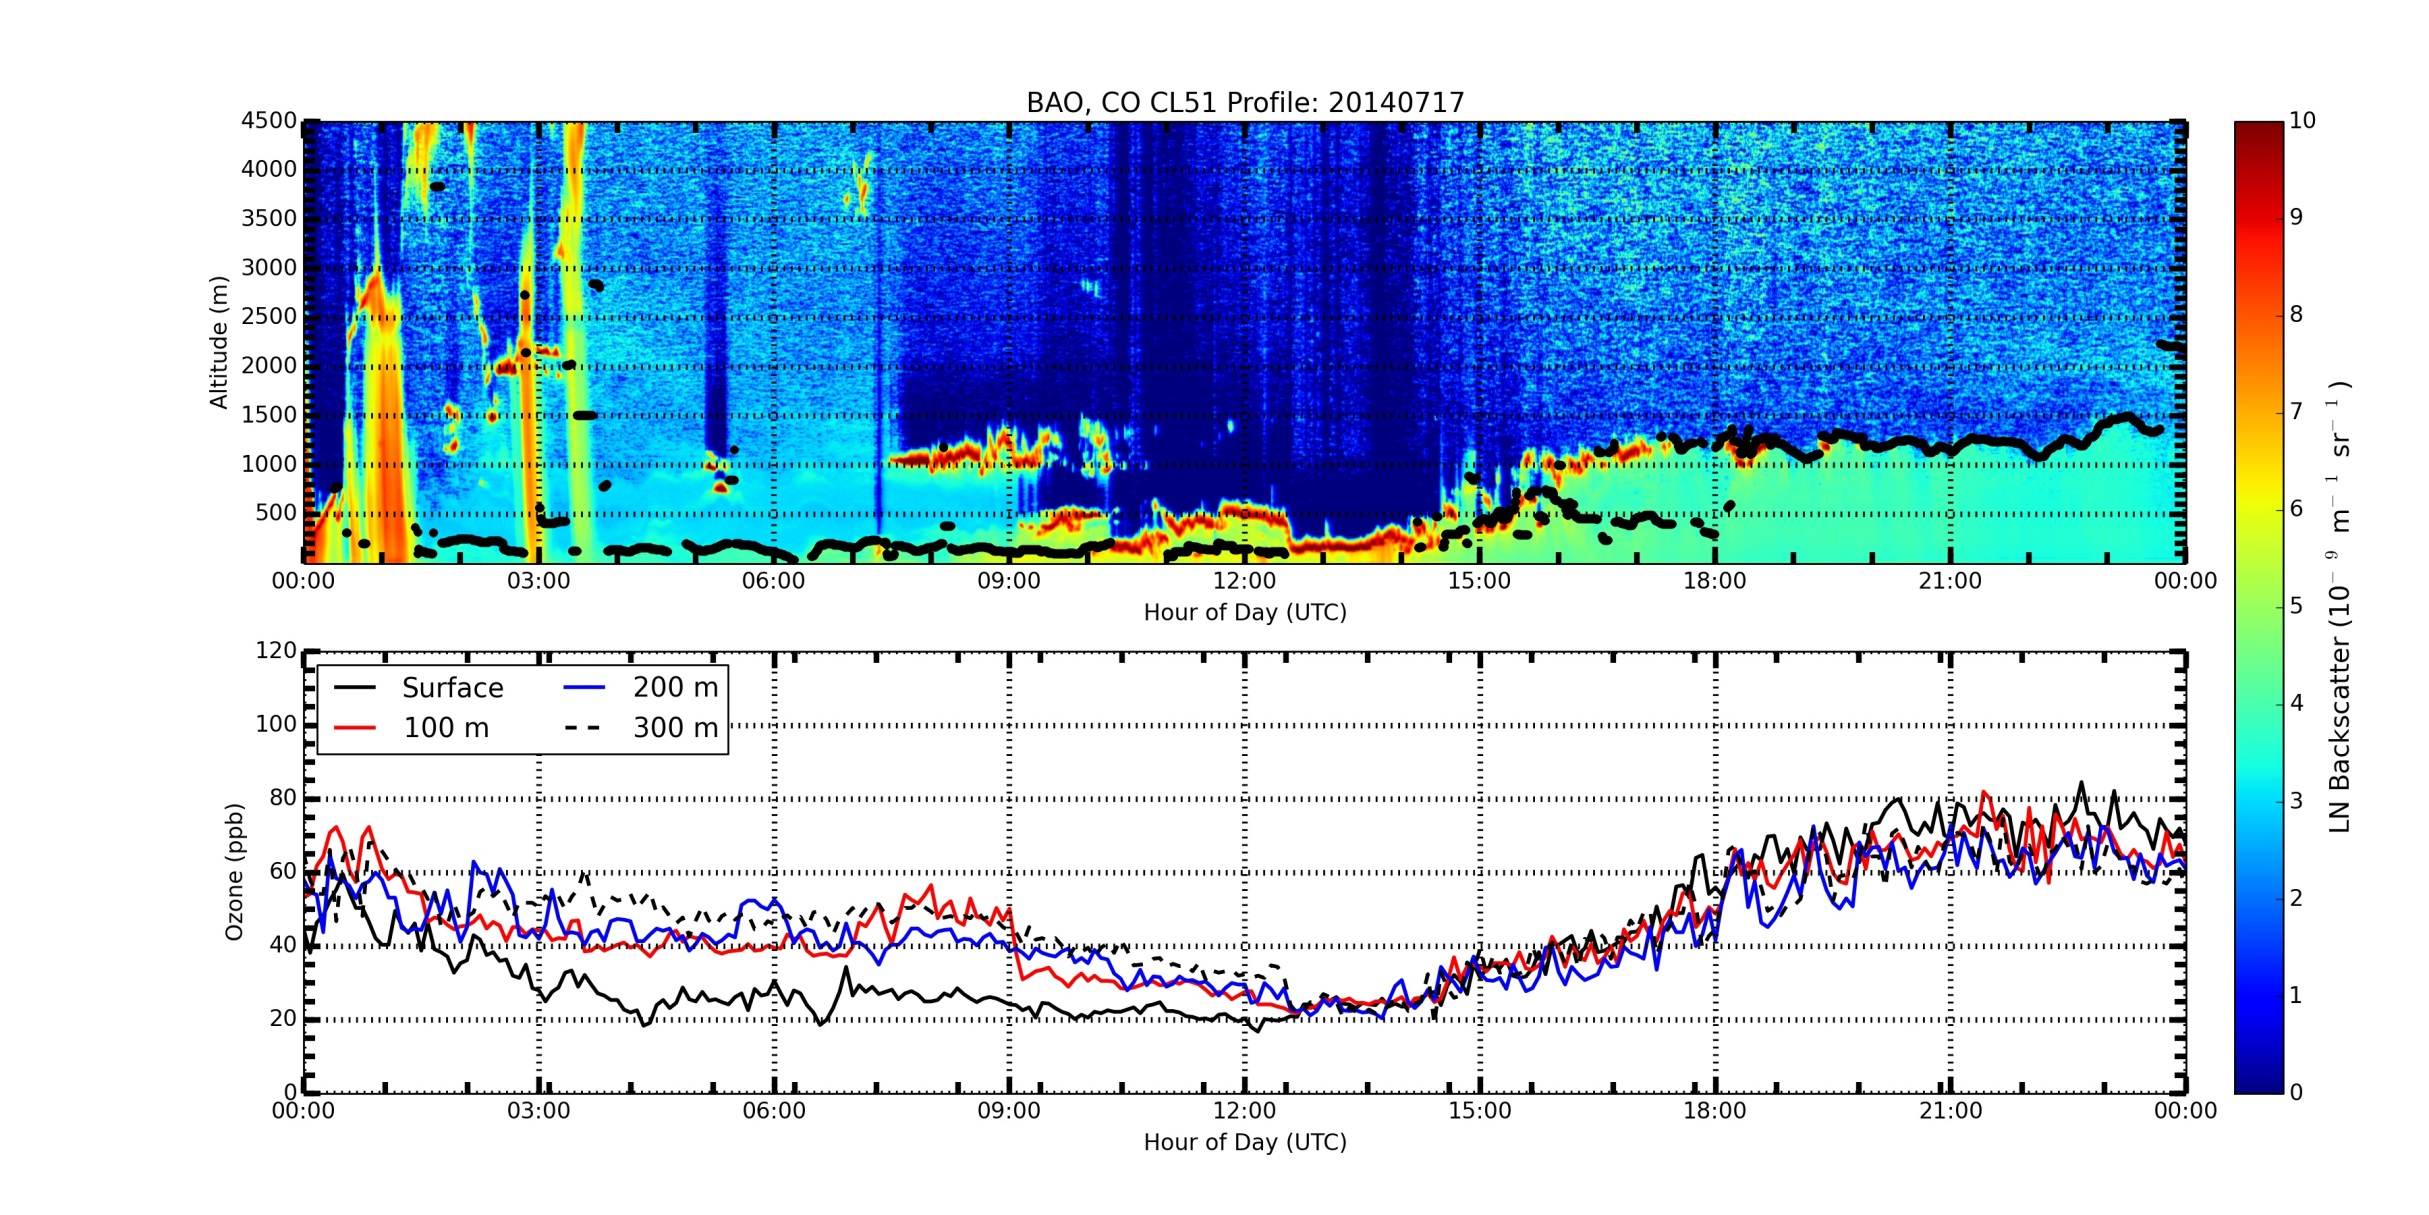 BAO, CO CL51 Profile: 20140717
Altitude (m)
4500
4000
3500
3000
2500
2000
1500
1000
500
00:00 03:00 06:00 09:00 12:00 15:00 18:00 21:00 00:00
Hour of Day (UTC)
Ozone (ppb)
120
100
80
60
40
20
0
Surface
100 m
200 m
300 m
00:00 03:00 06:00 09:00 12:00 15:00 18:00 21:00 00:00
Hour of Day (UTC)
10
9
8
7
6
5
4
3
2
1
0
LN Backscatter (10⁻⁹ m⁻¹ sr⁻¹)